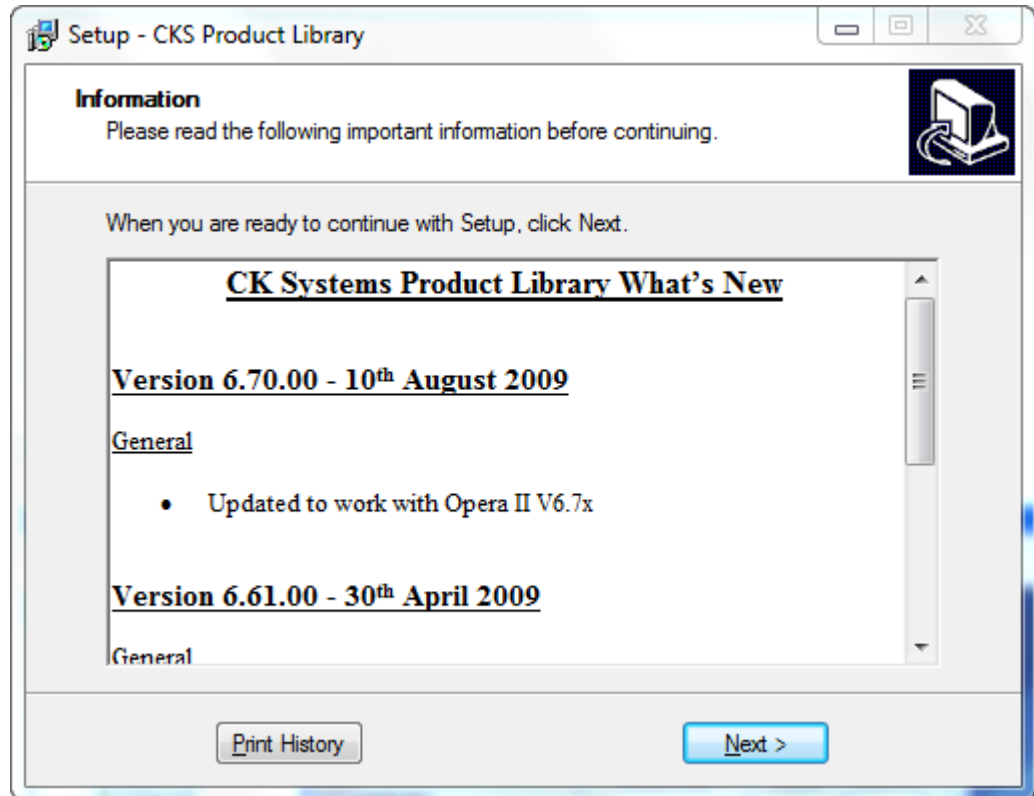 Setup - CKS Product Library
Information
Please read the following important information before continuing.
When you are ready to continue with Setup, click Next.
CK Systems Product Library What’s New
Version 6.70.00 - 10th August 2009
General
• Updated to work with Opera II V6.7x
Version 6.61.00 - 30th April 2009
General
Print History
Next >